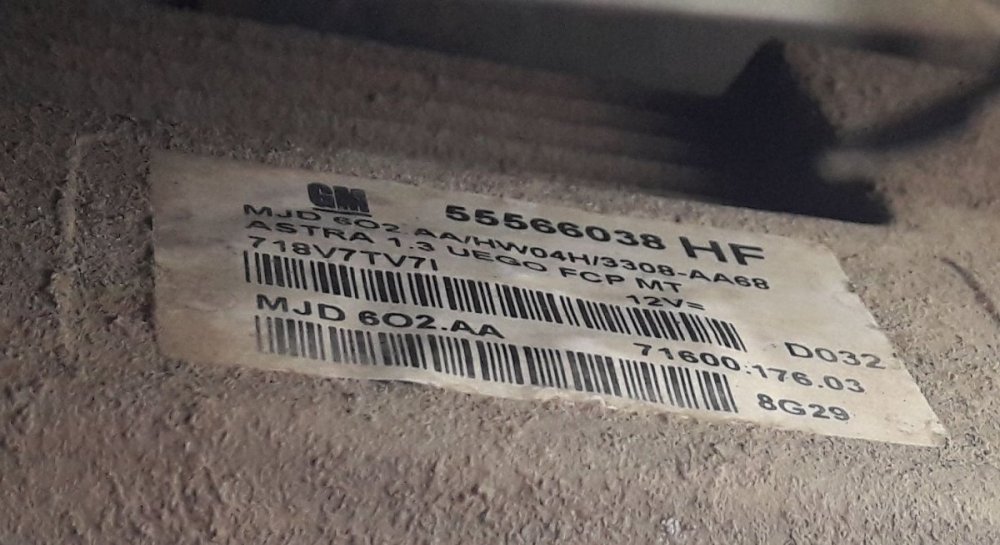 GM 55566038 HF
MJD 6O2.AA/HW04H/3308-AA68
ASTRA 1.3 UEGO FCP MT
718V7TV7I 12V=
MJD 6O2.AA D032
71600.176.03
8G29